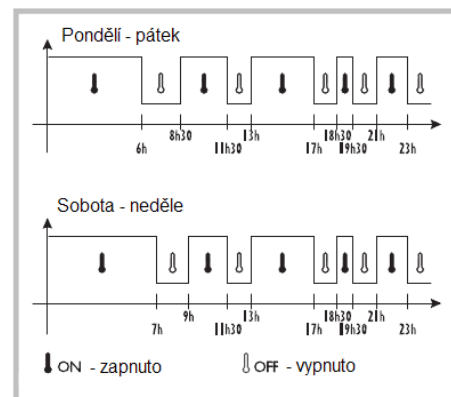 Pondělí - pátek
8h30 13h 18h30 21h
6h 11h30 17h 19h30 23h
Sobota - neděle
9h 13h 18h30 21h
7h 11h30 17h 19h30 23h
ON - zapnuto OFF - vypnuto